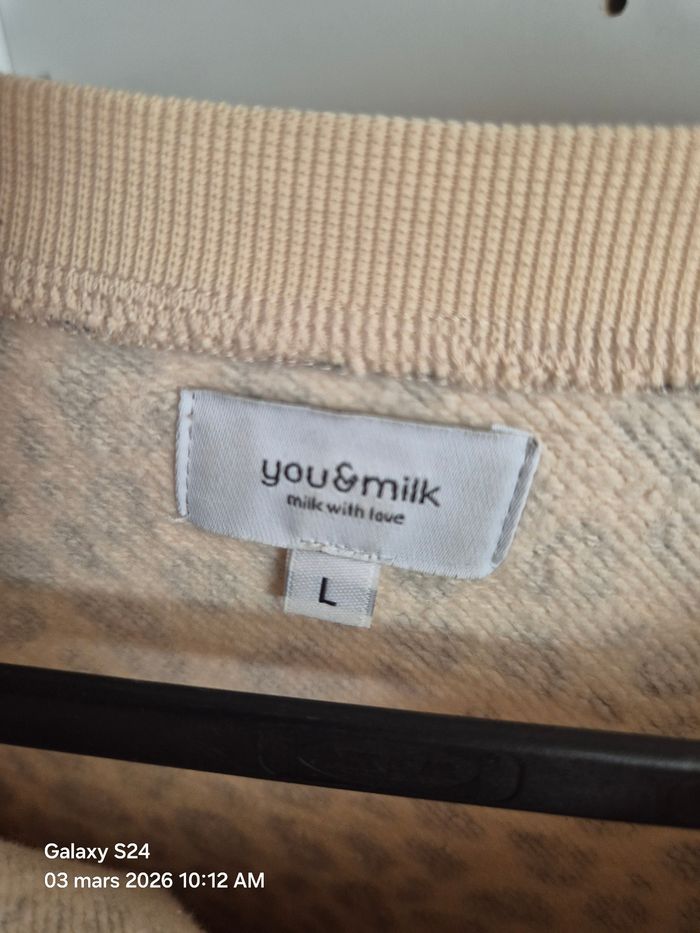 you&milk
milk with love
L
Galaxy S24
03 mars 2026 10:12 AM